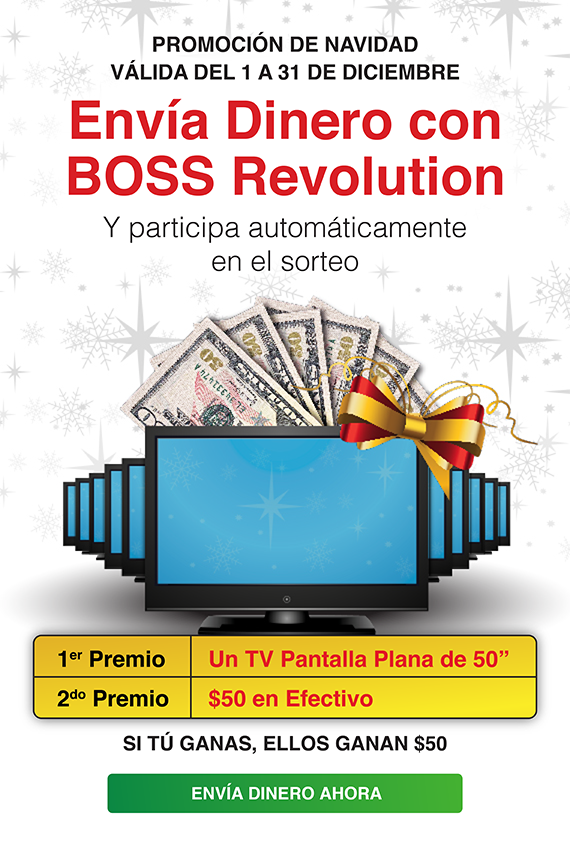 PROMOCIÓN DE NAVIDAD
VÁLIDA DEL 1 A 31 DE DICIEMBRE
Envía Dinero con
BOSS Revolution
Y participa automáticamente
en el sorteo
1er Premio Un TV Pantalla Plana de 50”
2do Premio $50 en Efectivo
SI TÚ GANAS, ELLOS GANAN $50
ENVÍA DINERO AHORA